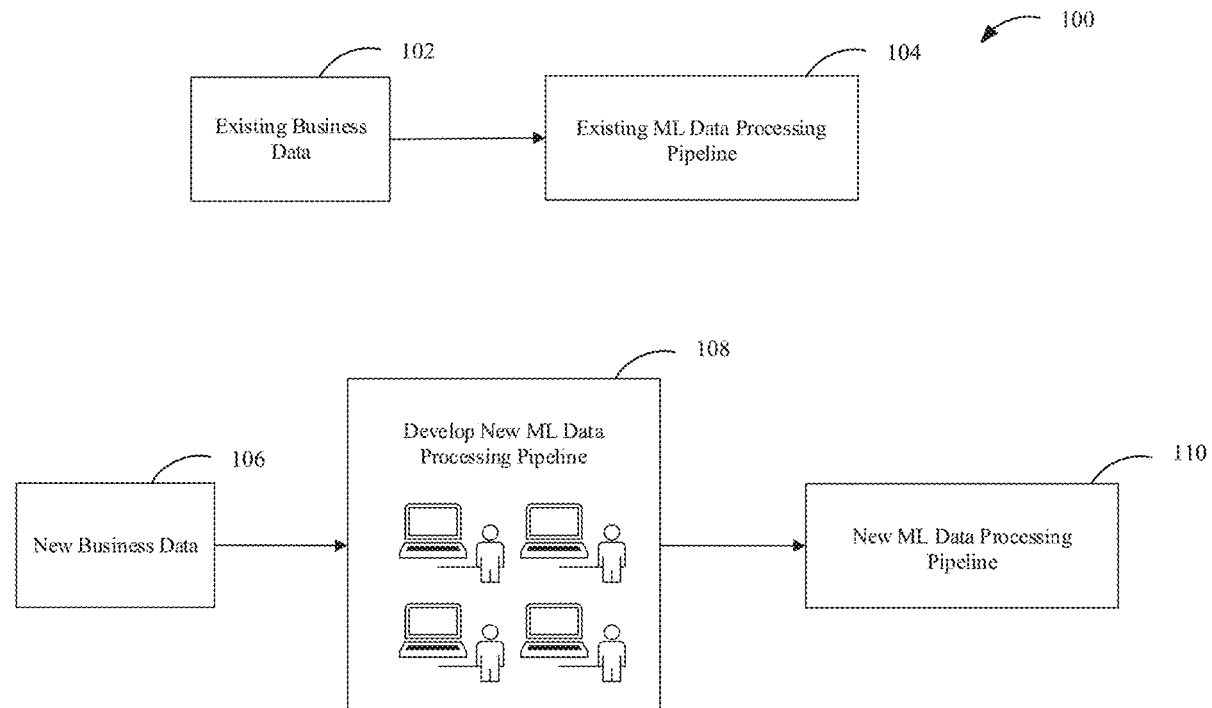 100
102
104
Existing Business
Data
Existing ML Data Processing
Pipeline
108
Develop New ML Data
Processing Pipeline
106
110
New Business Data
New ML Data Processing
Pipeline